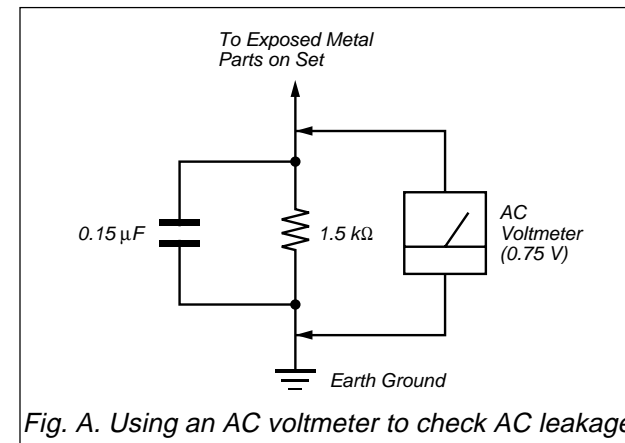 To Exposed Metal
Parts on Set
0.15 µF
1.5 kΩ
AC
Voltmeter
(0.75 V)
Earth Ground
Fig. A. Using an AC voltmeter to check AC leakage